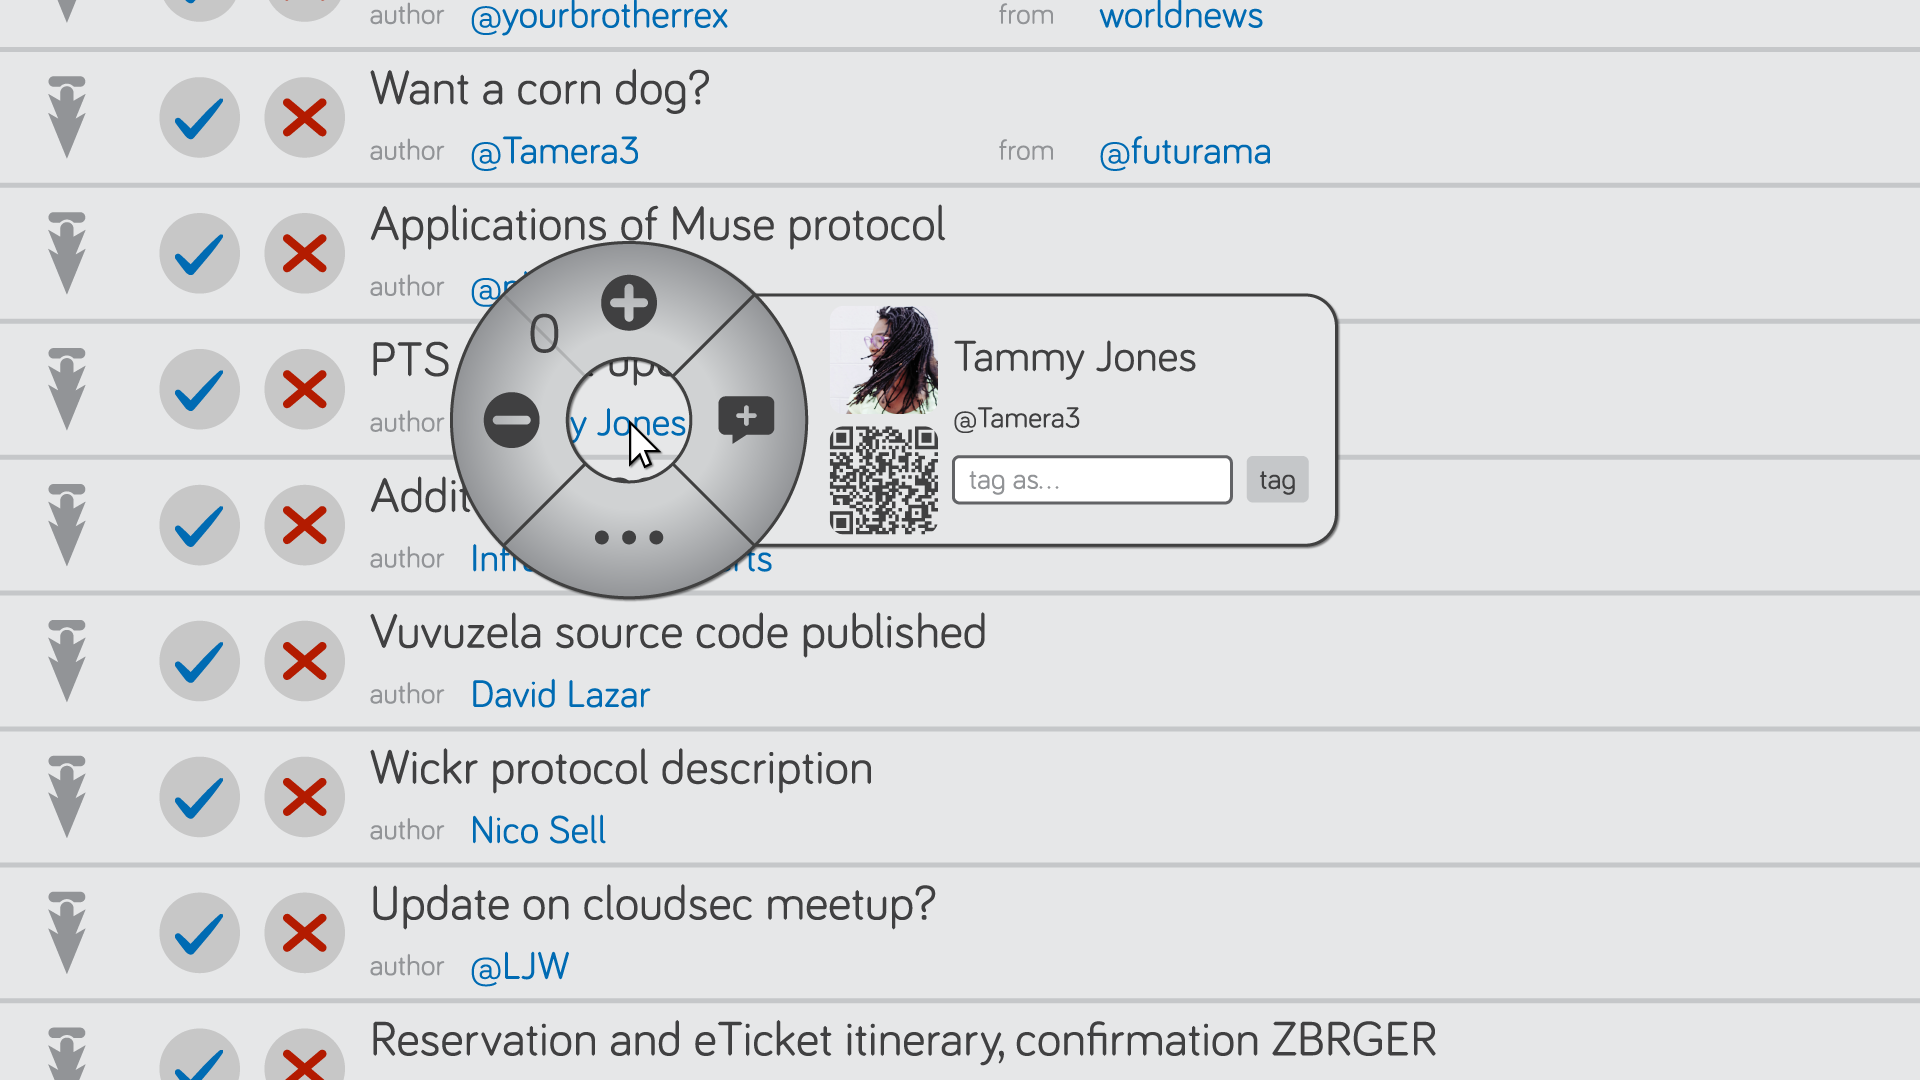 author @yourbrotherrex from worldnews
Want a corn dog?
author @Tamera3 from @futurama
Applications of Muse protocol
author
PTS
0
author y Jones
Tammy Jones
@Tamera3
tag as... tag
author
Vuvuzela source code published
author David Lazar
Wickr protocol description
author Nico Sell
Update on cloudsec meetup?
author @LJW
Reservation and eTicket itinerary, confirmation ZBRGER